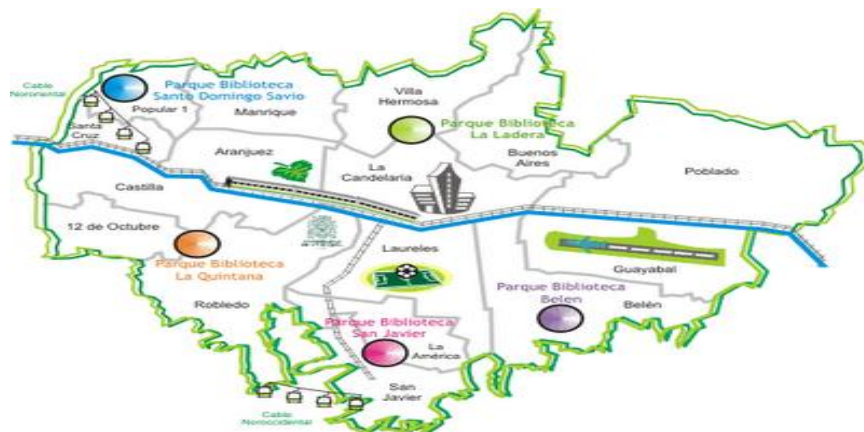 Cable
Nororiental
Parque Biblioteca
Santo Domingo Savio
Popular 1
Santa
Cruz
Manrique
Villa
Hermosa
Parque Biblioteca
La Ladera
Buenos
Aires
Poblado
Aranjuez
La
Candelaria
Castilla
12 de Octubre
Parque Biblioteca
La Quintana
Robledo
Laureles
Guayabal
Parque Biblioteca
Belen
Belén
Parque Biblioteca
San Javier
La
América
San
Javier
Cable
Noroccidental